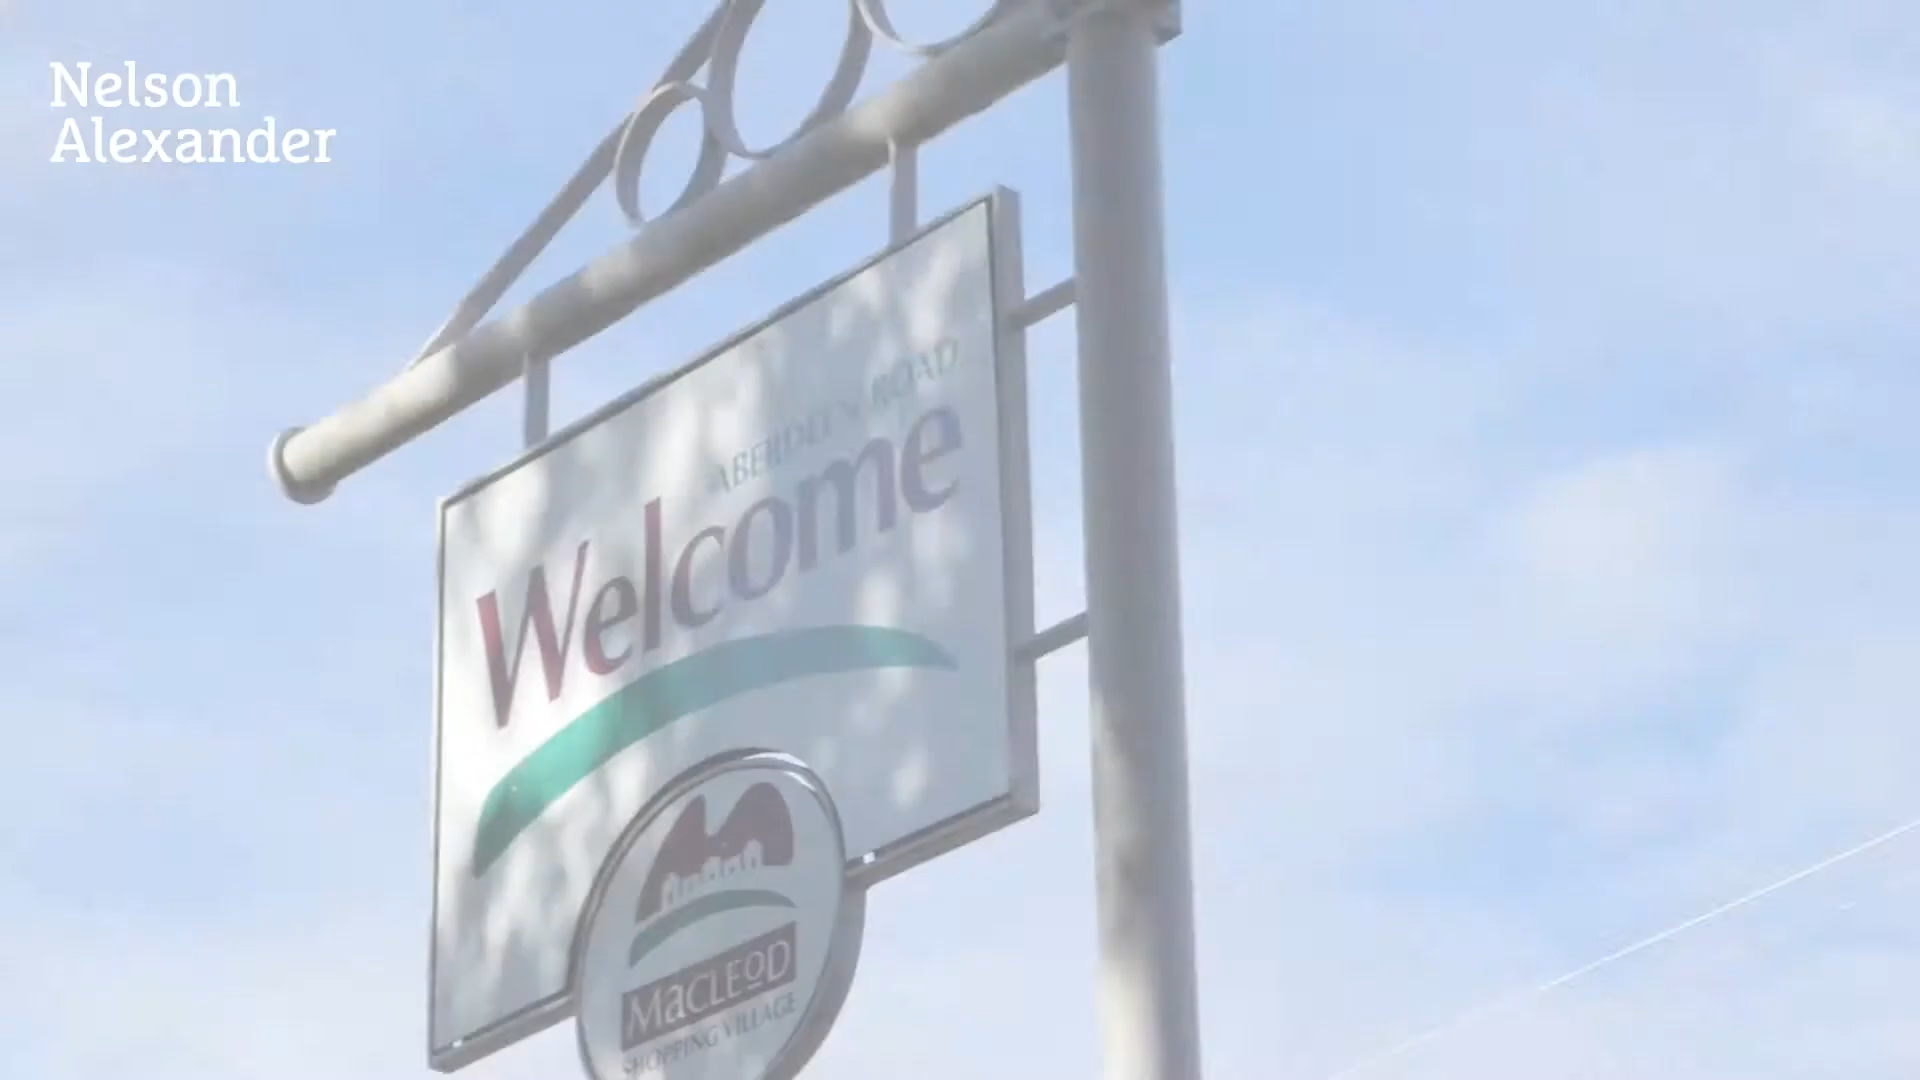 Nelson
Alexander
ABERDEEN ROAD
Welcome
MACLEOD
SHOPPING VILLAGE